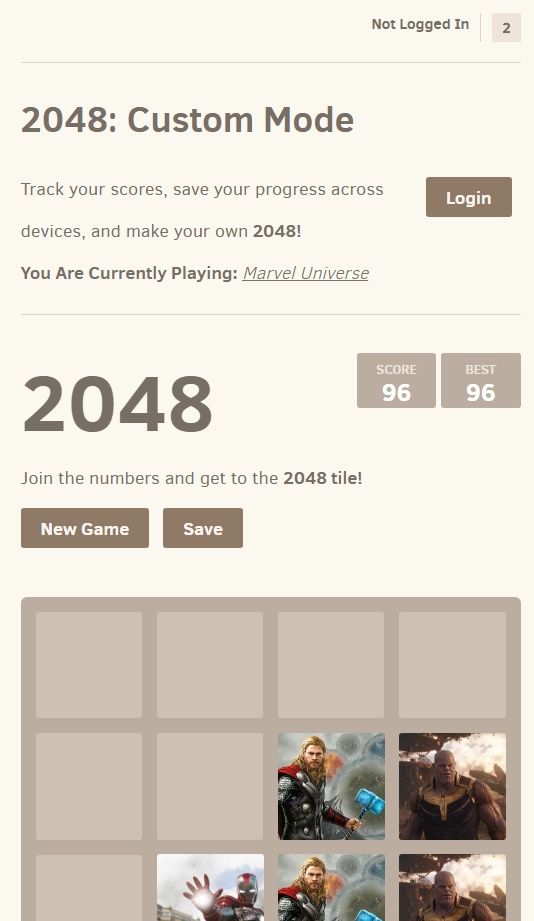 Not Logged In
2
2048: Custom Mode
Track your scores, save your progress across
devices, and make your own 2048!
Login
You Are Currently Playing: Marvel Universe
2048
SCORE
96
BEST
96
Join the numbers and get to the 2048 tile!
New Game
Save